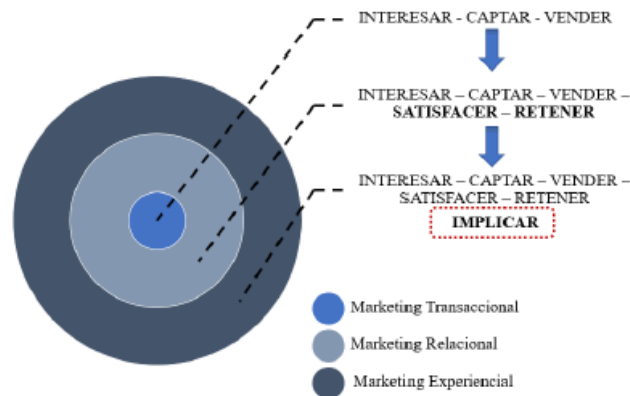 INTERESAR - CAPTAR - VENDER
INTERESAR – CAPTAR – VENDER –
SATISFACER – RETENER
INTERESAR – CAPTAR – VENDER –
SATISFACER – RETENER
IMPLICAR
Marketing Transaccional
Marketing Relacional
Marketing Experiencial